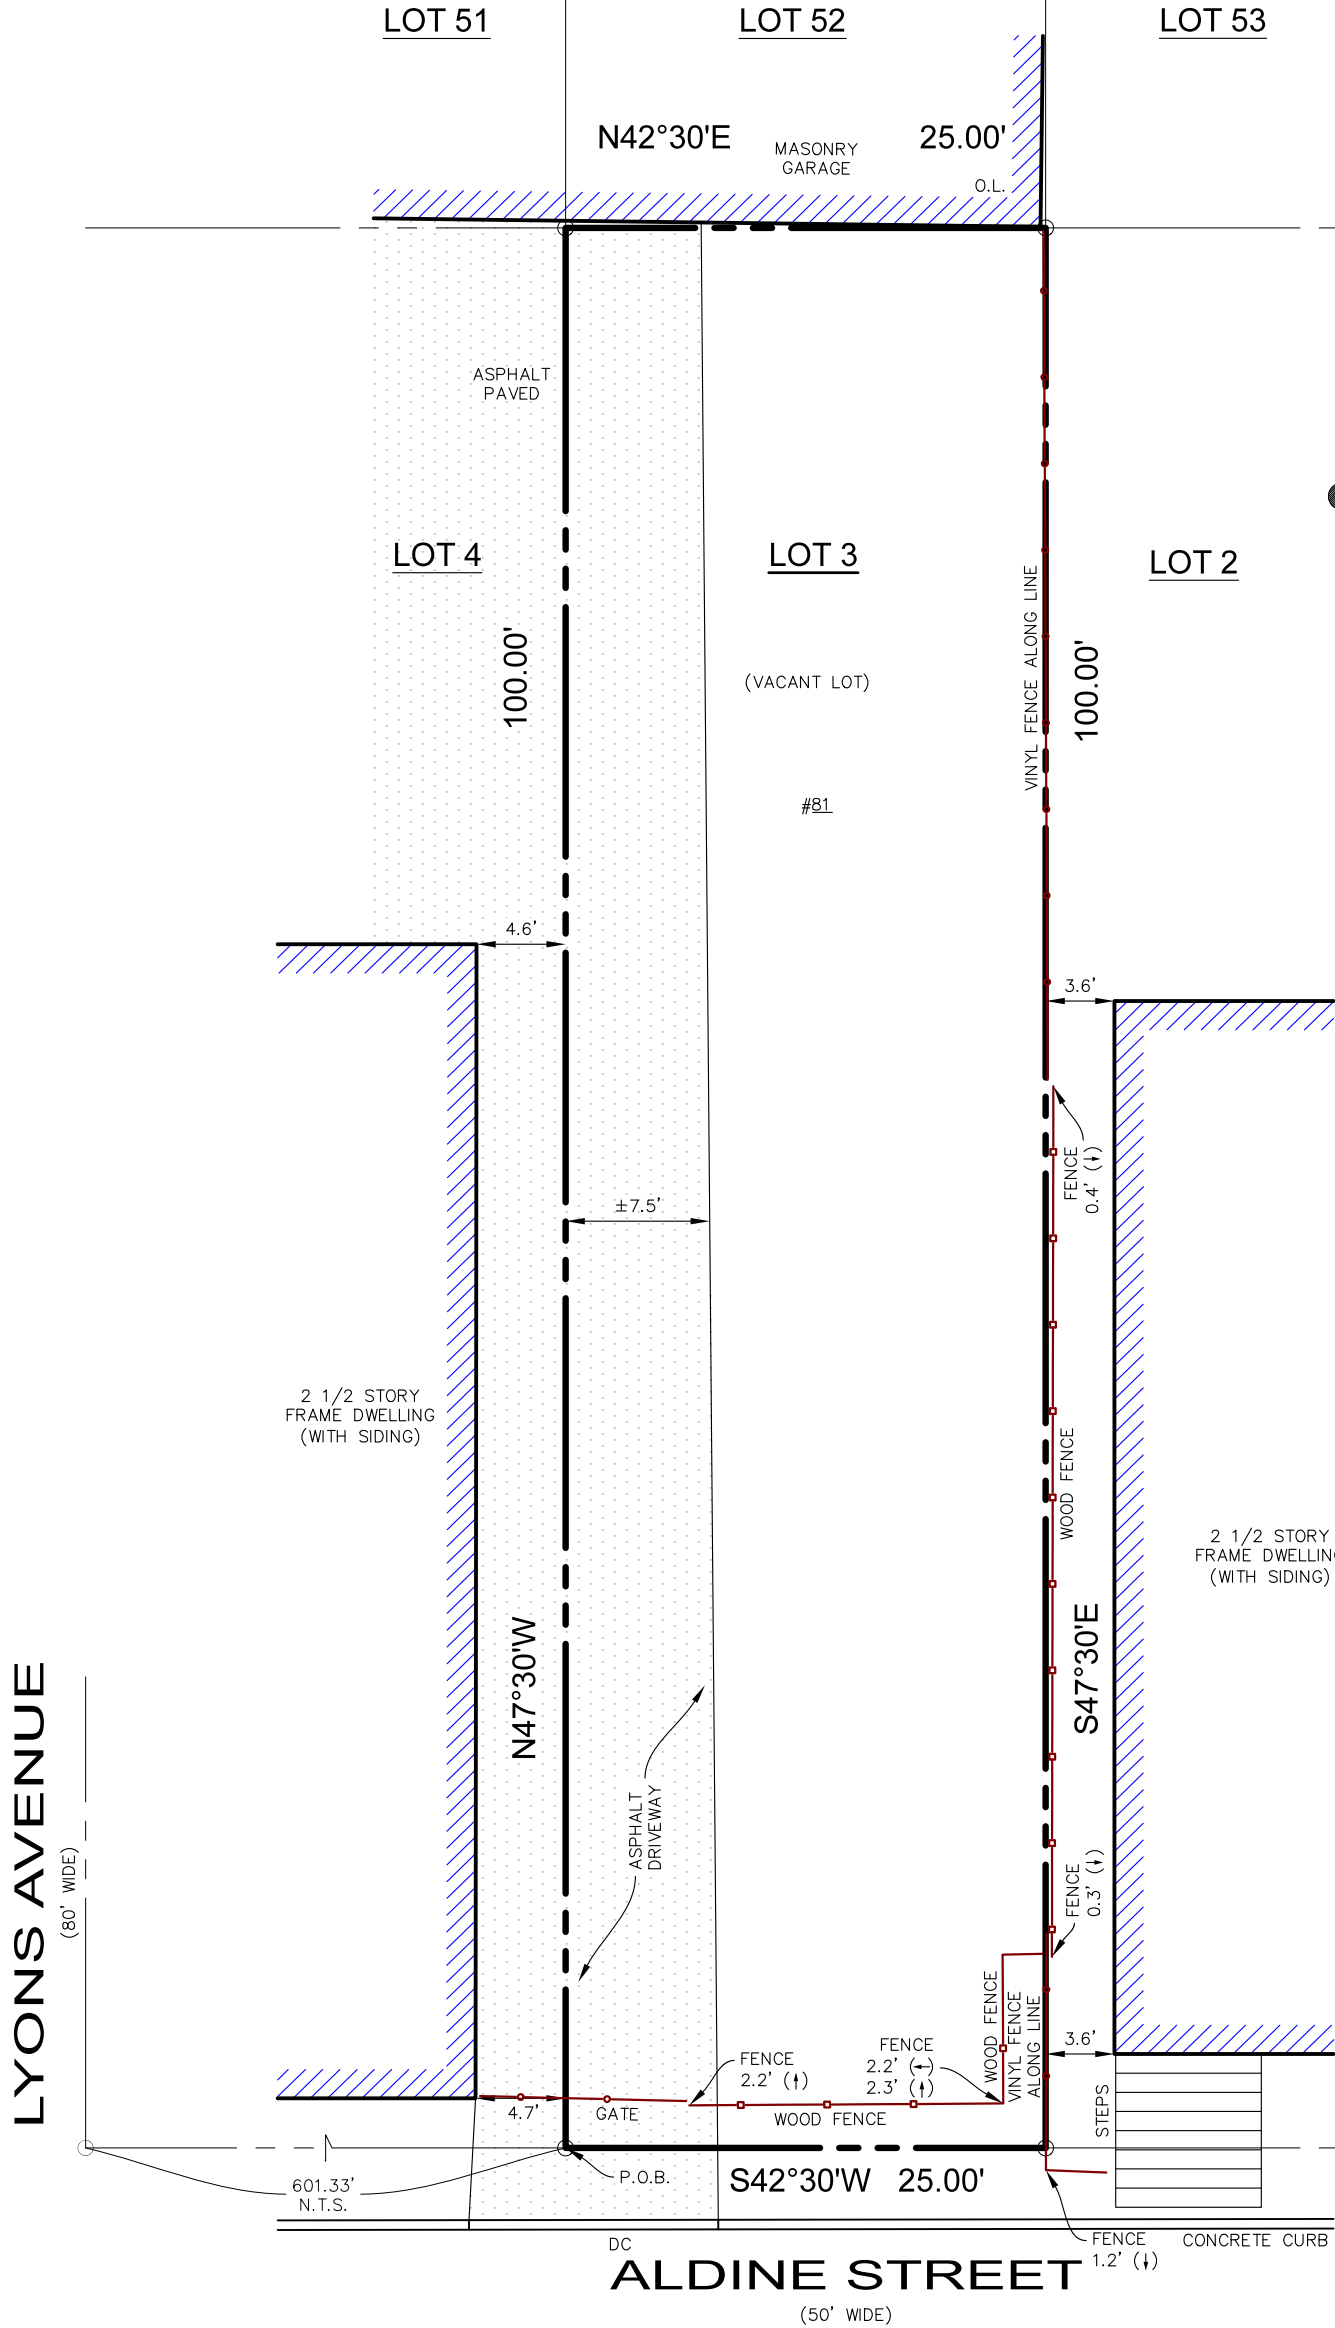 LOT 51
LOT 52
LOT 53
N42°30'E 25.00'
MASONRY
GARAGE
O.L.
ASPHALT
PAVED
LOT 4
LOT 3
LOT 2
VINYL FENCE ALONG LINE
100.00'
100.00'
(VACANT LOT)
#81
4.6'
3.6'
FENCE
0.4' (↓)
±7.5'
2 1/2 STORY
FRAME DWELLING
(WITH SIDING)
WOOD FENCE
2 1/2 STORY
FRAME DWELLING
(WITH SIDING)
N47°30'W
S47°30'E
LYONS AVENUE
(80' WIDE)
ASPHALT
DRIVEWAY
FENCE
0.3' (↓)
WOOD FENCE
VINYL FENCE
ALONG LINE
FENCE
2.2' (↑)
FENCE
2.2' (←)
2.3' (↑)
3.6'
4.7'
GATE
WOOD FENCE
STEPS
601.33'
N.T.S.
P.O.B.
S42°30'W 25.00'
DC
FENCE
1.2' (↓)
CONCRETE CURB
ALDINE STREET
(50' WIDE)